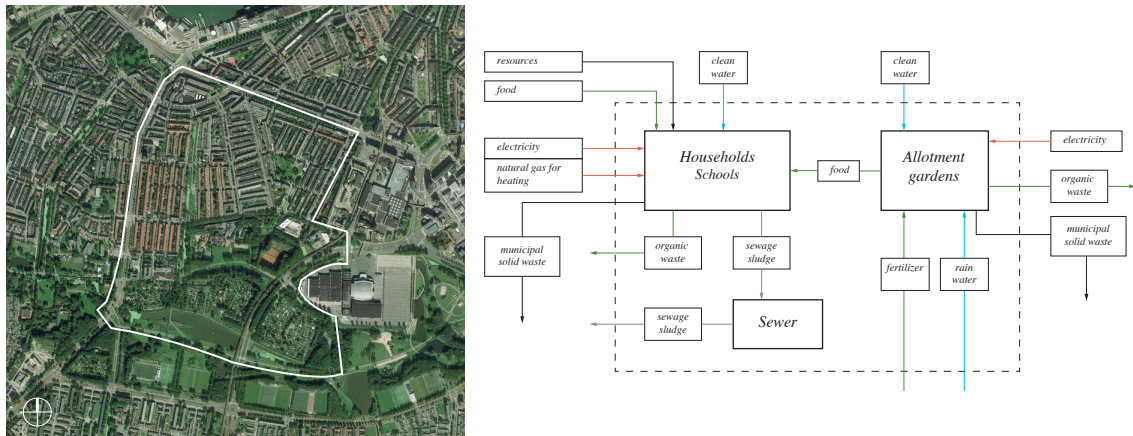 resources
food
electricity
natural gas for
heating
municipal
solid waste
clean
water
Households
Schools
organic
waste
sewage
sludge
sewage
sludge
Sewer
food
clean
water
Allotment
gardens
fertilizer
rain
water
electricity
organic
waste
municipal
solid waste